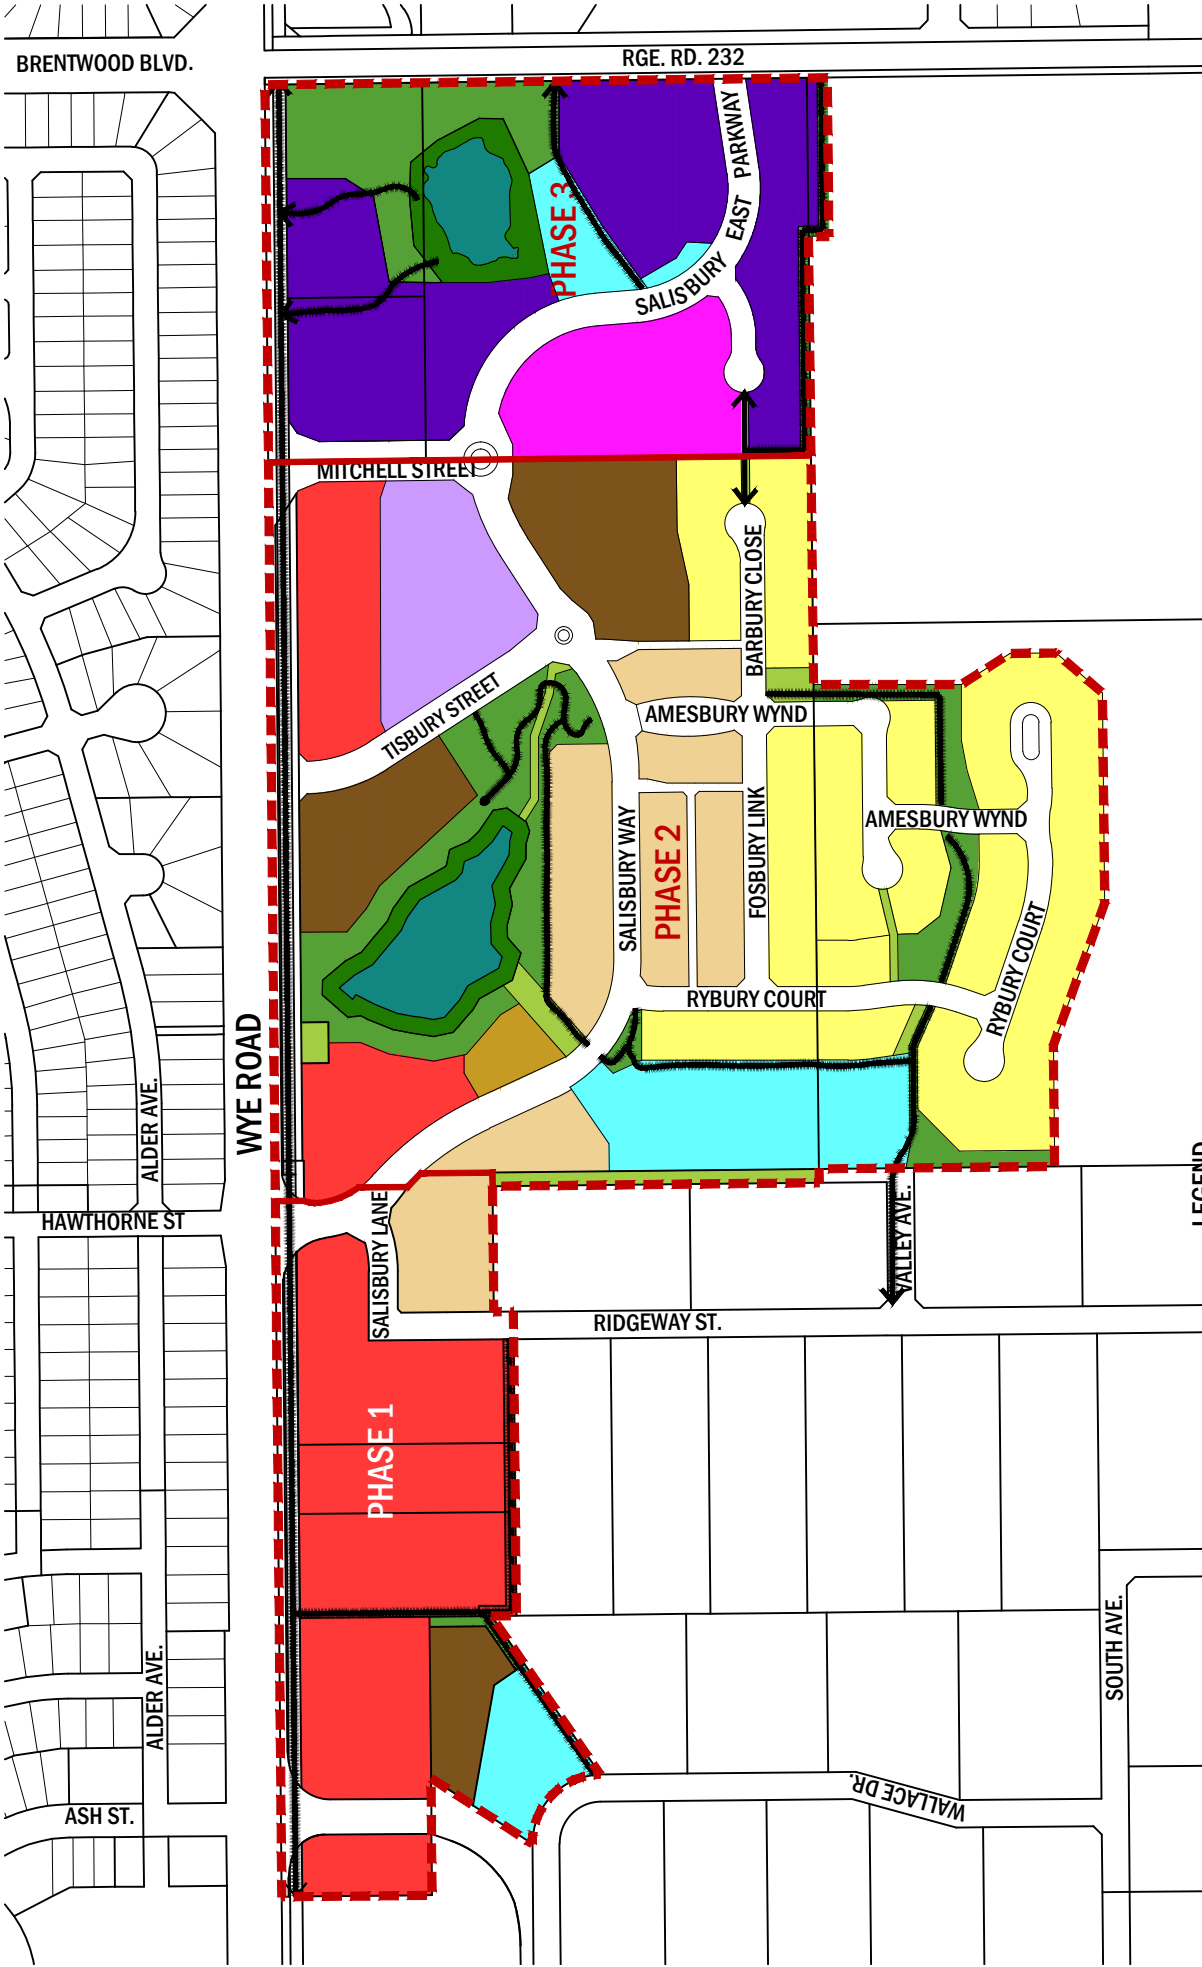 RGE. RD. 232
BRENTWOOD BLVD.
SALISBURY EAST PARKWAY
PHASE 3
MITCHELL STREET
BARBURY CLOSE
TISBURY STREET
AMESBURY WYND
AMESBURY WYND
SALISBURY WAY
PHASE 2
FOSBURY LINK
RYBURY COURT
RYBURY COURT
WYE ROAD
ALDER AVE.
LEGEND
HAWTHORNE ST
SALISBURY LANE
VALLEY AVE.
RIDGEWAY ST.
PHASE 1
SOUTH AVE.
ALDER AVE.
WALLACE DR.
ASH ST.